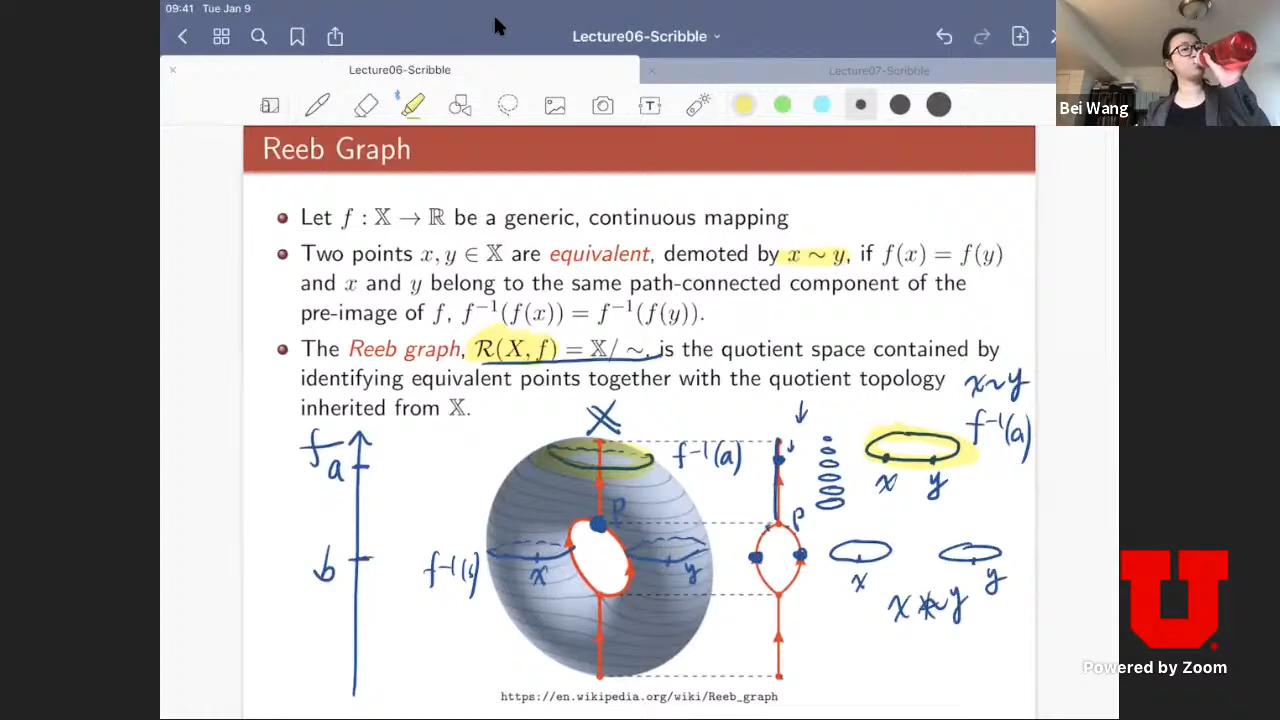 09:41 Tue Jan 9
Lecture06-Scribble
Lecture06-Scribble
Lecture07-Scribble
Bei Wang
Reeb Graph
Let f : 𝕏 → ℝ be a generic, continuous mapping
Two points x, y ∈ 𝕏 are equivalent, demoted by x ∼ y, if f(x) = f(y)
and x and y belong to the same path-connected component of the
pre-image of f, f⁻¹(f(x)) = f⁻¹(f(y)).
The Reeb graph, R(X, f) = 𝕏/ ∼, is the quotient space contained by
identifying equivalent points together with the quotient topology
inherited from 𝕏.
x~y
𝕏
f
a
f⁻¹(a)
f⁻¹(a)
x y
P
P
b
x
y
x
y
x ≁ y
https://en.wikipedia.org/wiki/Reeb_graph
U
Powered by Zoom